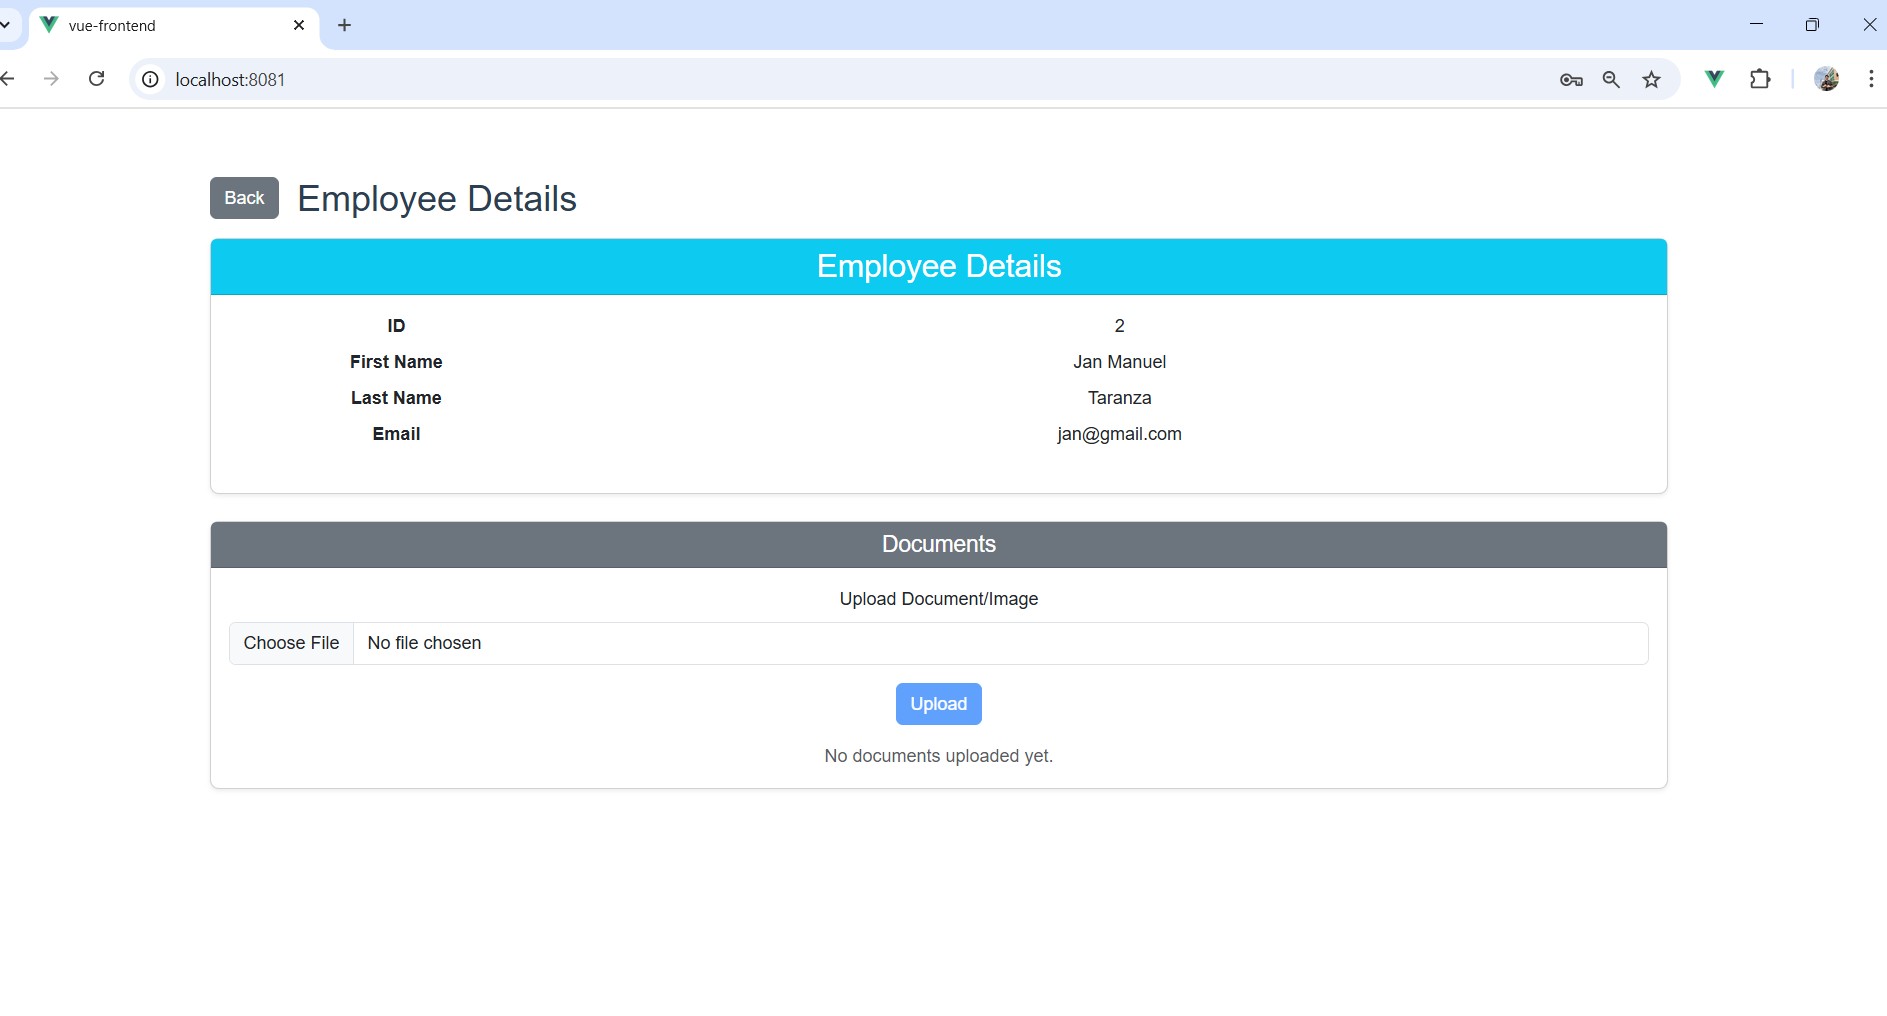 vue-frontend
localhost:8081
Back Employee Details
Employee Details
ID 2
First Name Jan Manuel
Last Name Taranza
Email jan@gmail.com
Documents
Upload Document/Image
Choose File No file chosen
Upload
No documents uploaded yet.